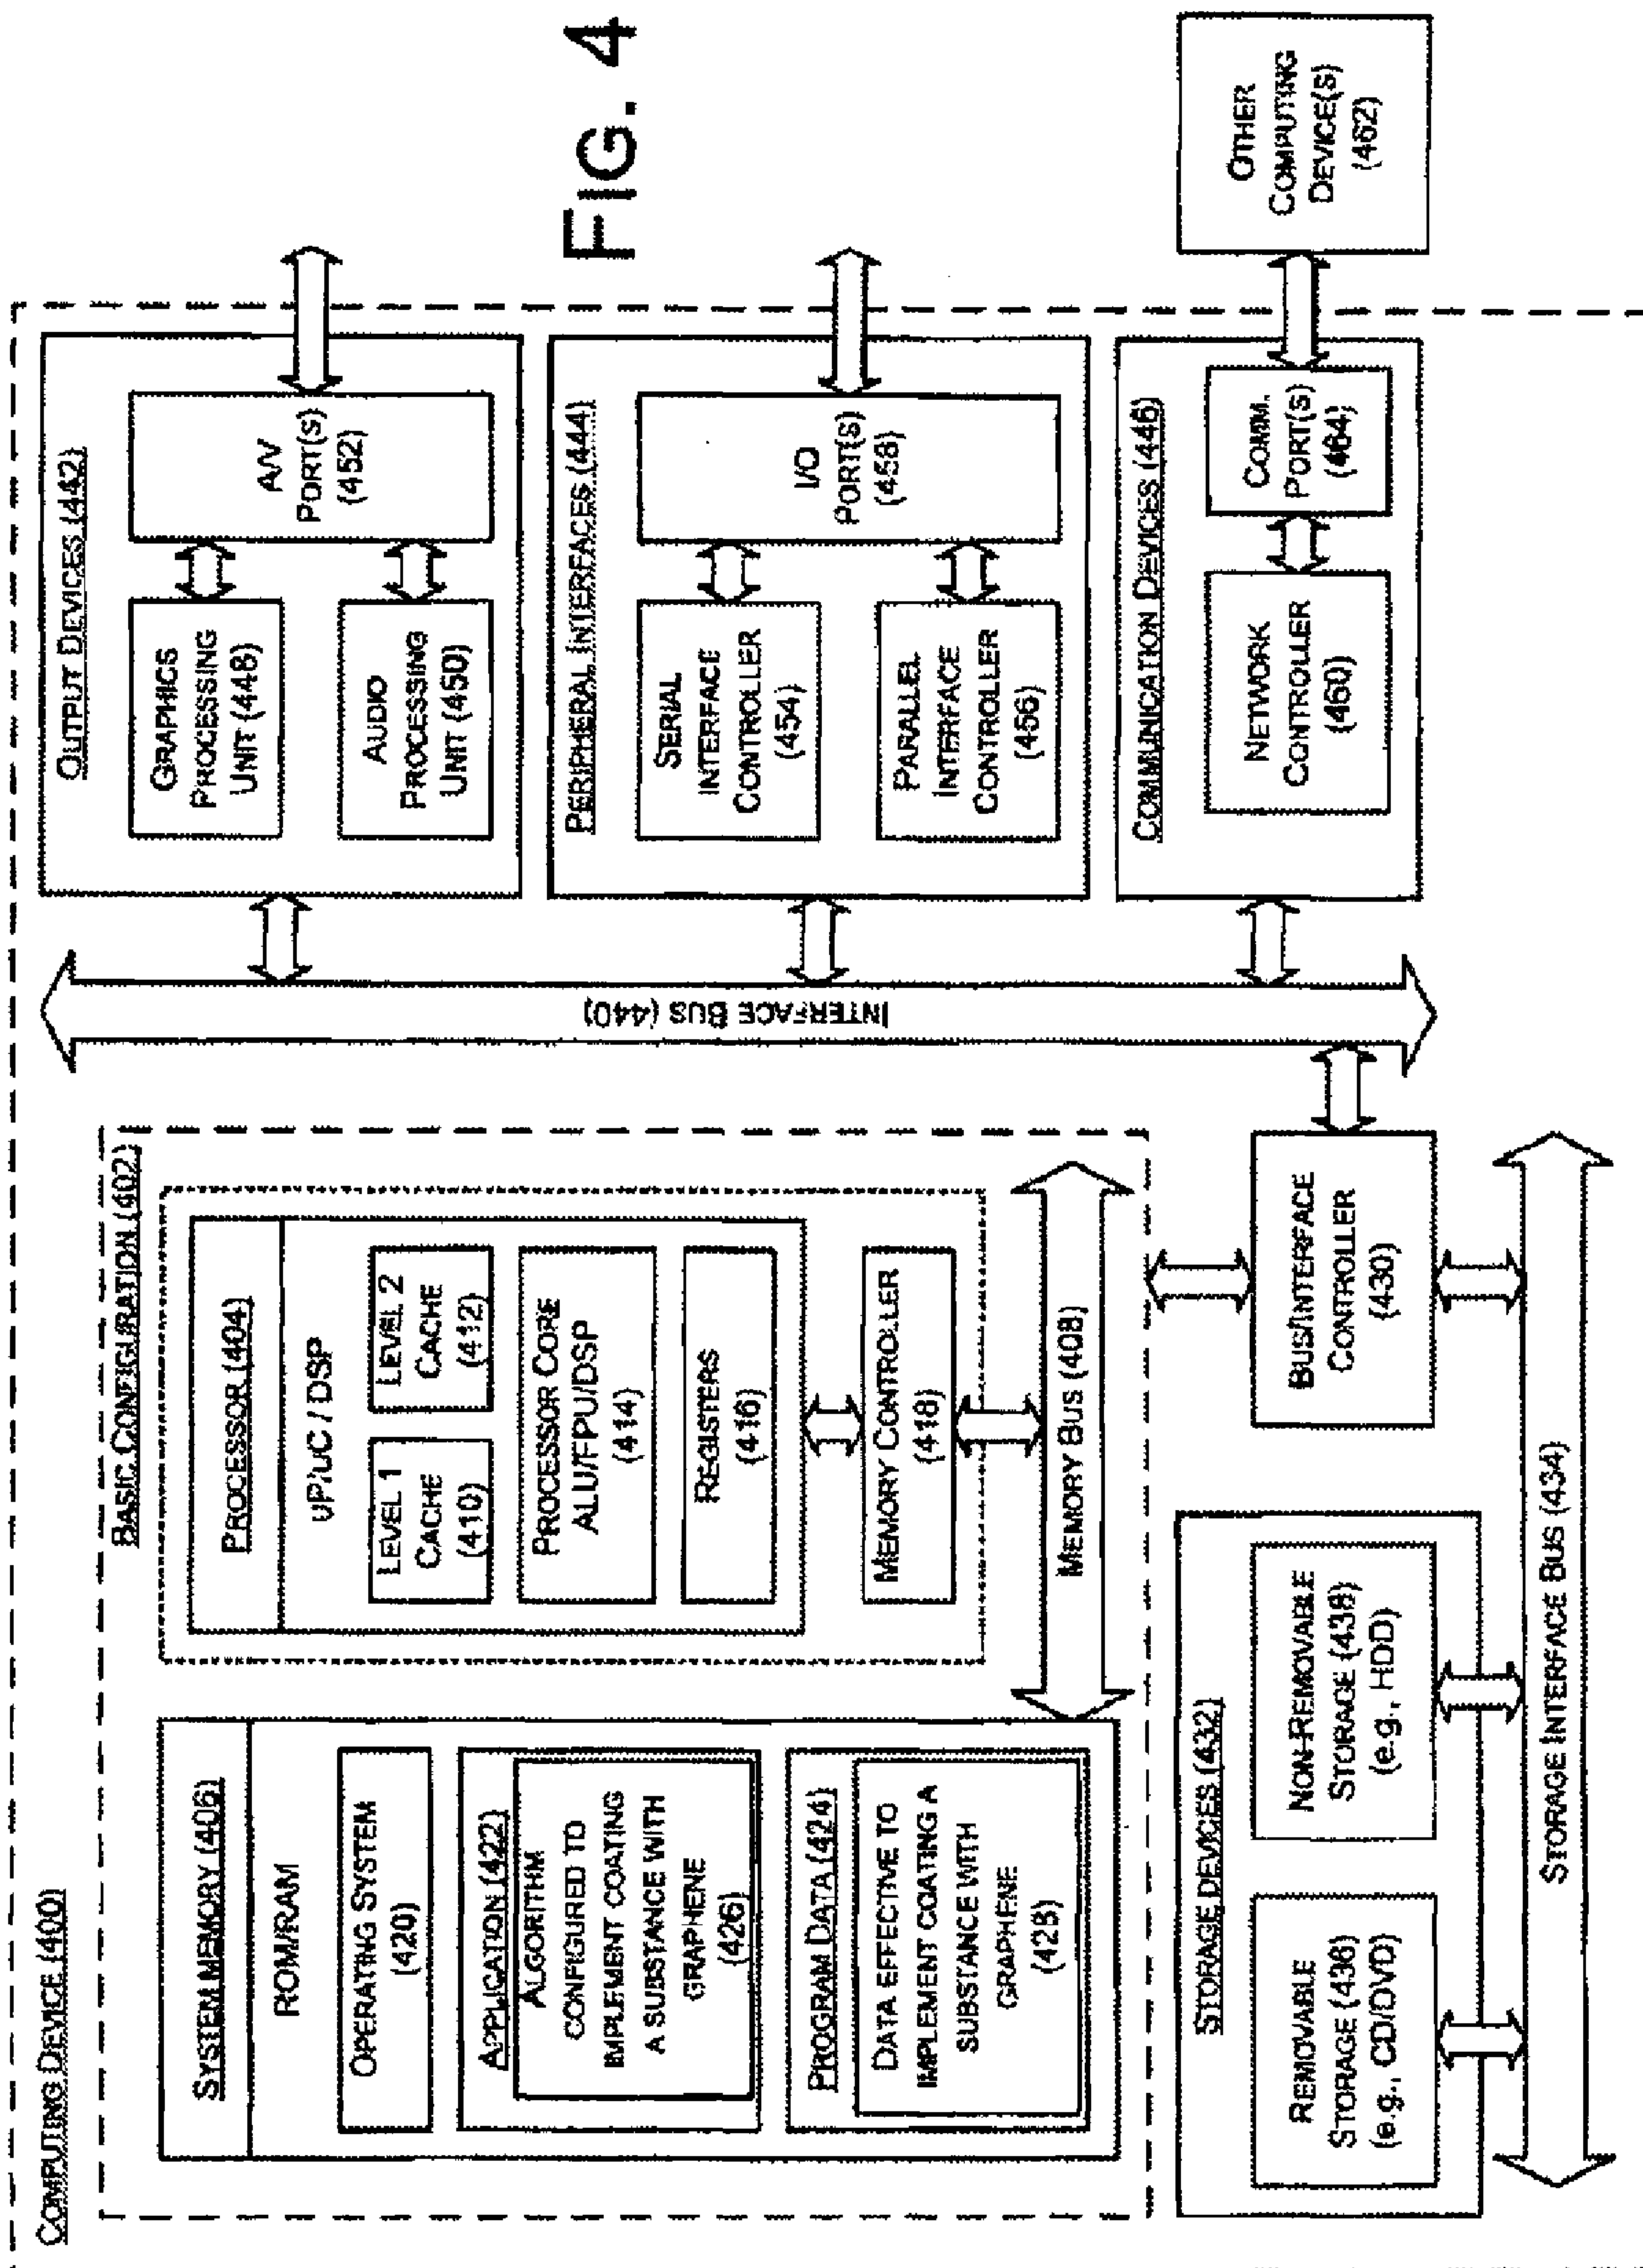 COMPUTING DEVICE (400)
BASIC CONFIGURATION (402)
SYSTEM MEMORY (406)
ROM/RAM
OPERATING SYSTEM
(420)
APPLICATION (422)
ALGORITHM
CONFIGURED TO
IMPLEMENT COATING
A SUBSTANCE WITH
GRAPHENE
(426)
PROGRAM DATA (424)
DATA EFFECTIVE TO
IMPLEMENT COATING A
SUBSTANCE WITH
GRAPHENE
(428)
PROCESSOR (404)
uP/uC / DSP
LEVEL 1
CACHE
(410)
LEVEL 2
CACHE
(412)
PROCESSOR CORE
ALU/FPU/DSP
(414)
REGISTERS
(416)
MEMORY CONTROLLER
(418)
MEMORY BUS (408)
BUS/INTERFACE
CONTROLLER
(430)
STORAGE DEVICES (432)
REMOVABLE
STORAGE (436)
(e.g., CD/DVD)
NON-REMOVABLE
STORAGE (438)
(e.g., HDD)
STORAGE INTERFACE BUS (434)
INTERFACE BUS (440)
OUTPUT DEVICES (442)
GRAPHICS
PROCESSING
UNIT (448)
AUDIO
PROCESSING
UNIT (450)
A/V
PORT(S)
(452)
PERIPHERAL INTERFACES (444)
SERIAL
INTERFACE
CONTROLLER
(454)
PARALLEL
INTERFACE
CONTROLLER
(456)
I/O
PORT(S)
(458)
COMMUNICATION DEVICES (446)
NETWORK
CONTROLLER
(460)
COMM.
PORT(S)
(464)
OTHER
COMPUTING
DEVICE(S)
(462)
FIG. 4